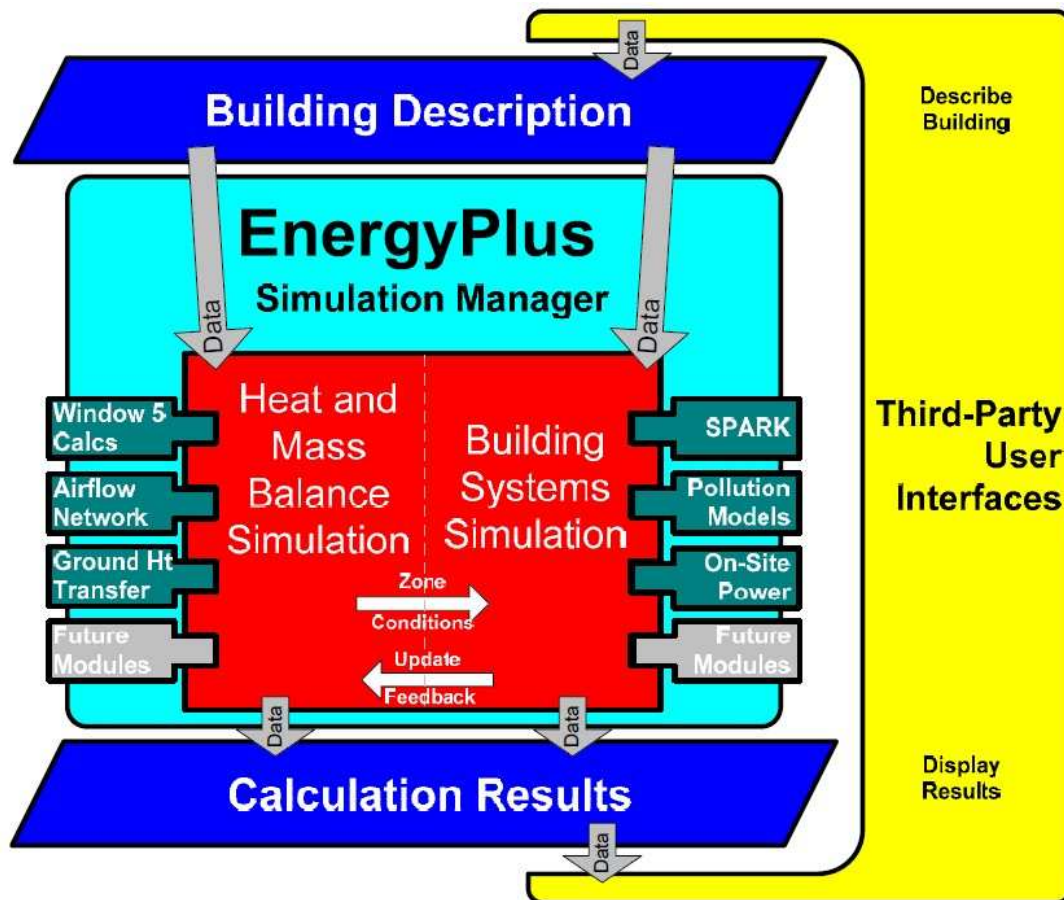 Data
Building Description
Describe
Building
EnergyPlus
Simulation Manager
Data
Data
Heat and
Mass
Balance
Simulation
Building
Systems
Simulation
Window 5
Calcs
Airflow
Network
Ground Ht
Transfer
Future
Modules
SPARK
Pollution
Models
On-Site
Power
Future
Modules
Zone
Conditions
Update
Feedback
Third-Party
User
Interfaces
Data
Data
Calculation Results
Display
Results
Data